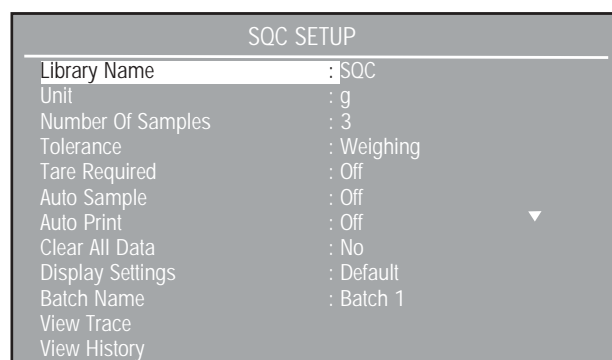 SQC SETUP
Library Name : SQC
Unit : g
Number Of Samples : 3
Tolerance : Weighing
Tare Required : Off
Auto Sample : Off
Auto Print : Off
Clear All Data : No
Display Settings : Default
Batch Name : Batch 1
View Trace
View History